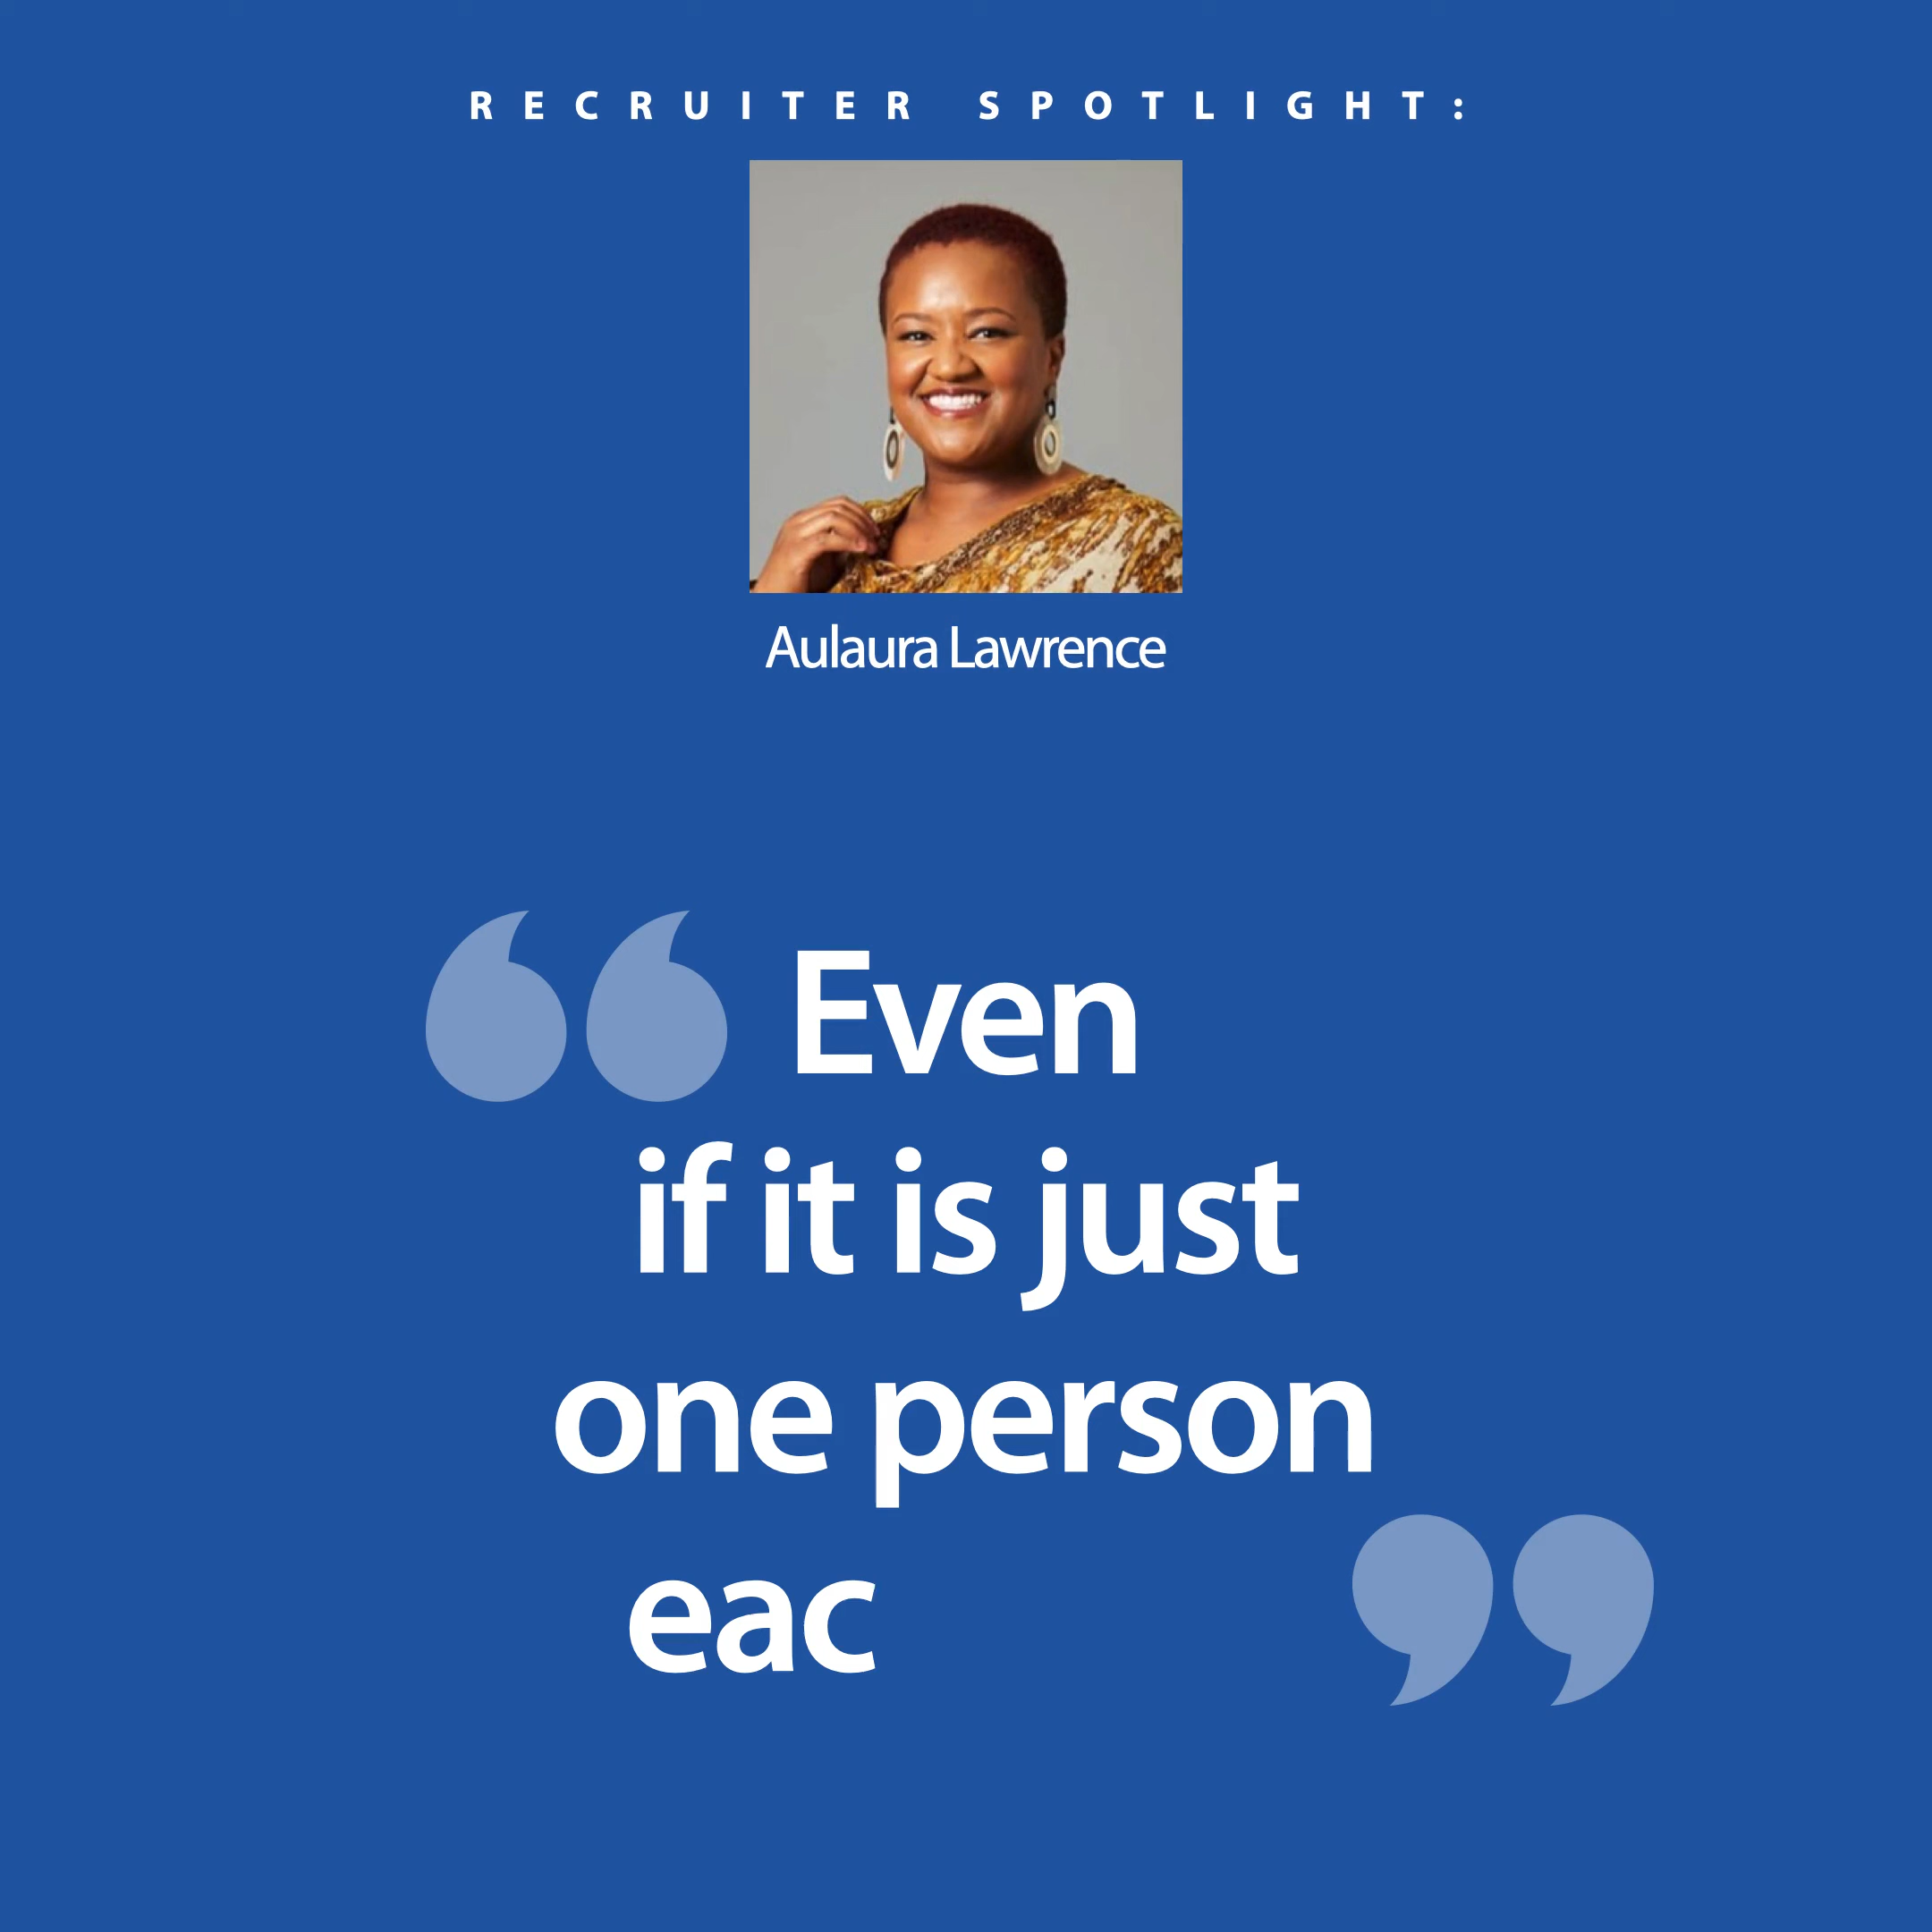 RECRUITER SPOTLIGHT:
Aulaura Lawrence
“Even
if it is just
one person
eac”